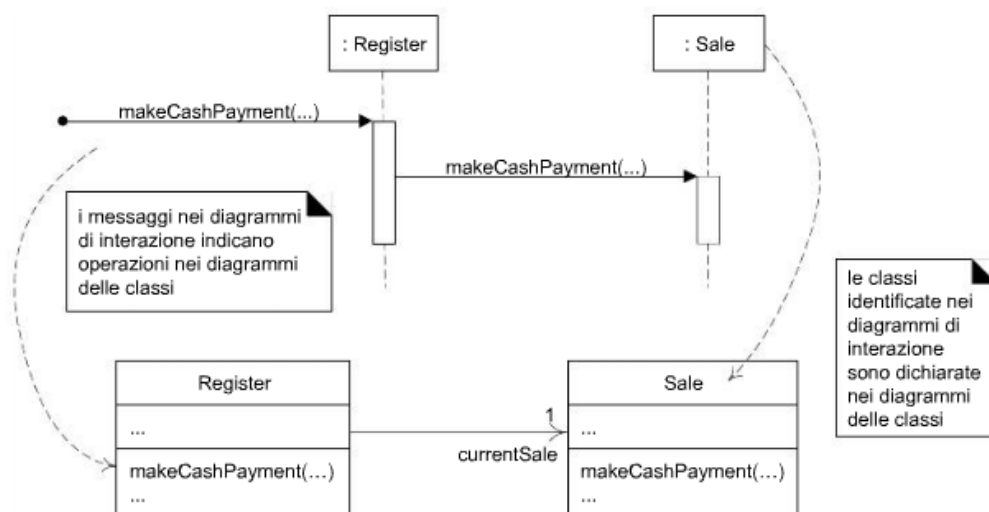 : Register
: Sale
makeCashPayment(...)
makeCashPayment(...)
i messaggi nei diagrammi
di interazione indicano
operazioni nei diagrammi
delle classi
le classi
identificate nei
diagrammi di
interazione
sono dichiarate
nei diagrammi
delle classi
Register
...
makeCashPayment(...)
...
1
currentSale
Sale
...
makeCashPayment(...)
...